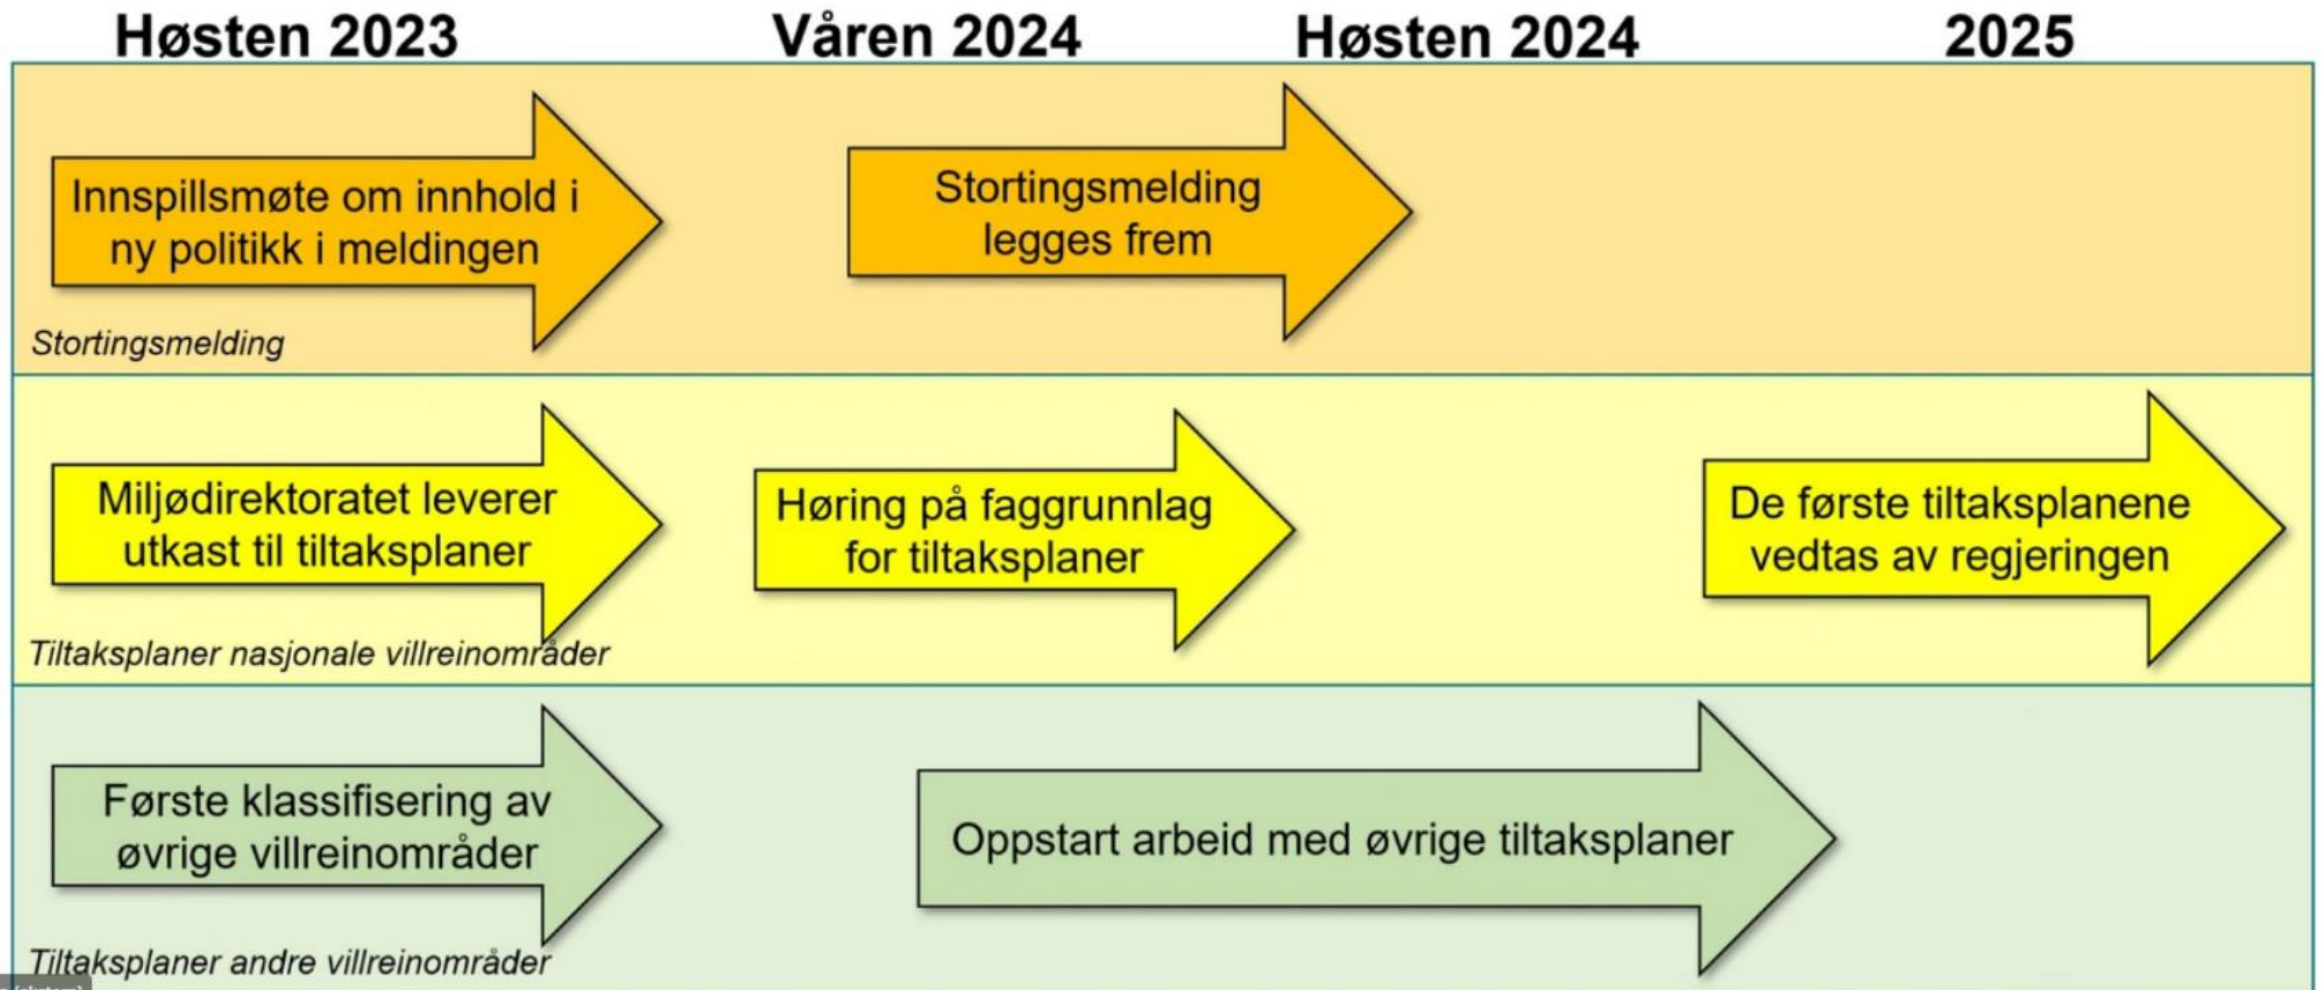 Høsten 2023
Våren 2024
Høsten 2024
2025
Innspillsmøte om innhold i
ny politikk i meldingen
Stortingsmelding
legges frem
Stortingsmelding
Miljødirektoratet leverer
utkast til tiltaksplaner
Høring på faggrunnlag
for tiltaksplaner
De første tiltaksplanene
vedtas av regjeringen
Tiltaksplaner nasjonale villreinområder
Første klassifisering av
øvrige villreinområder
Oppstart arbeid med øvrige tiltaksplaner
Tiltaksplaner andre villreinområder